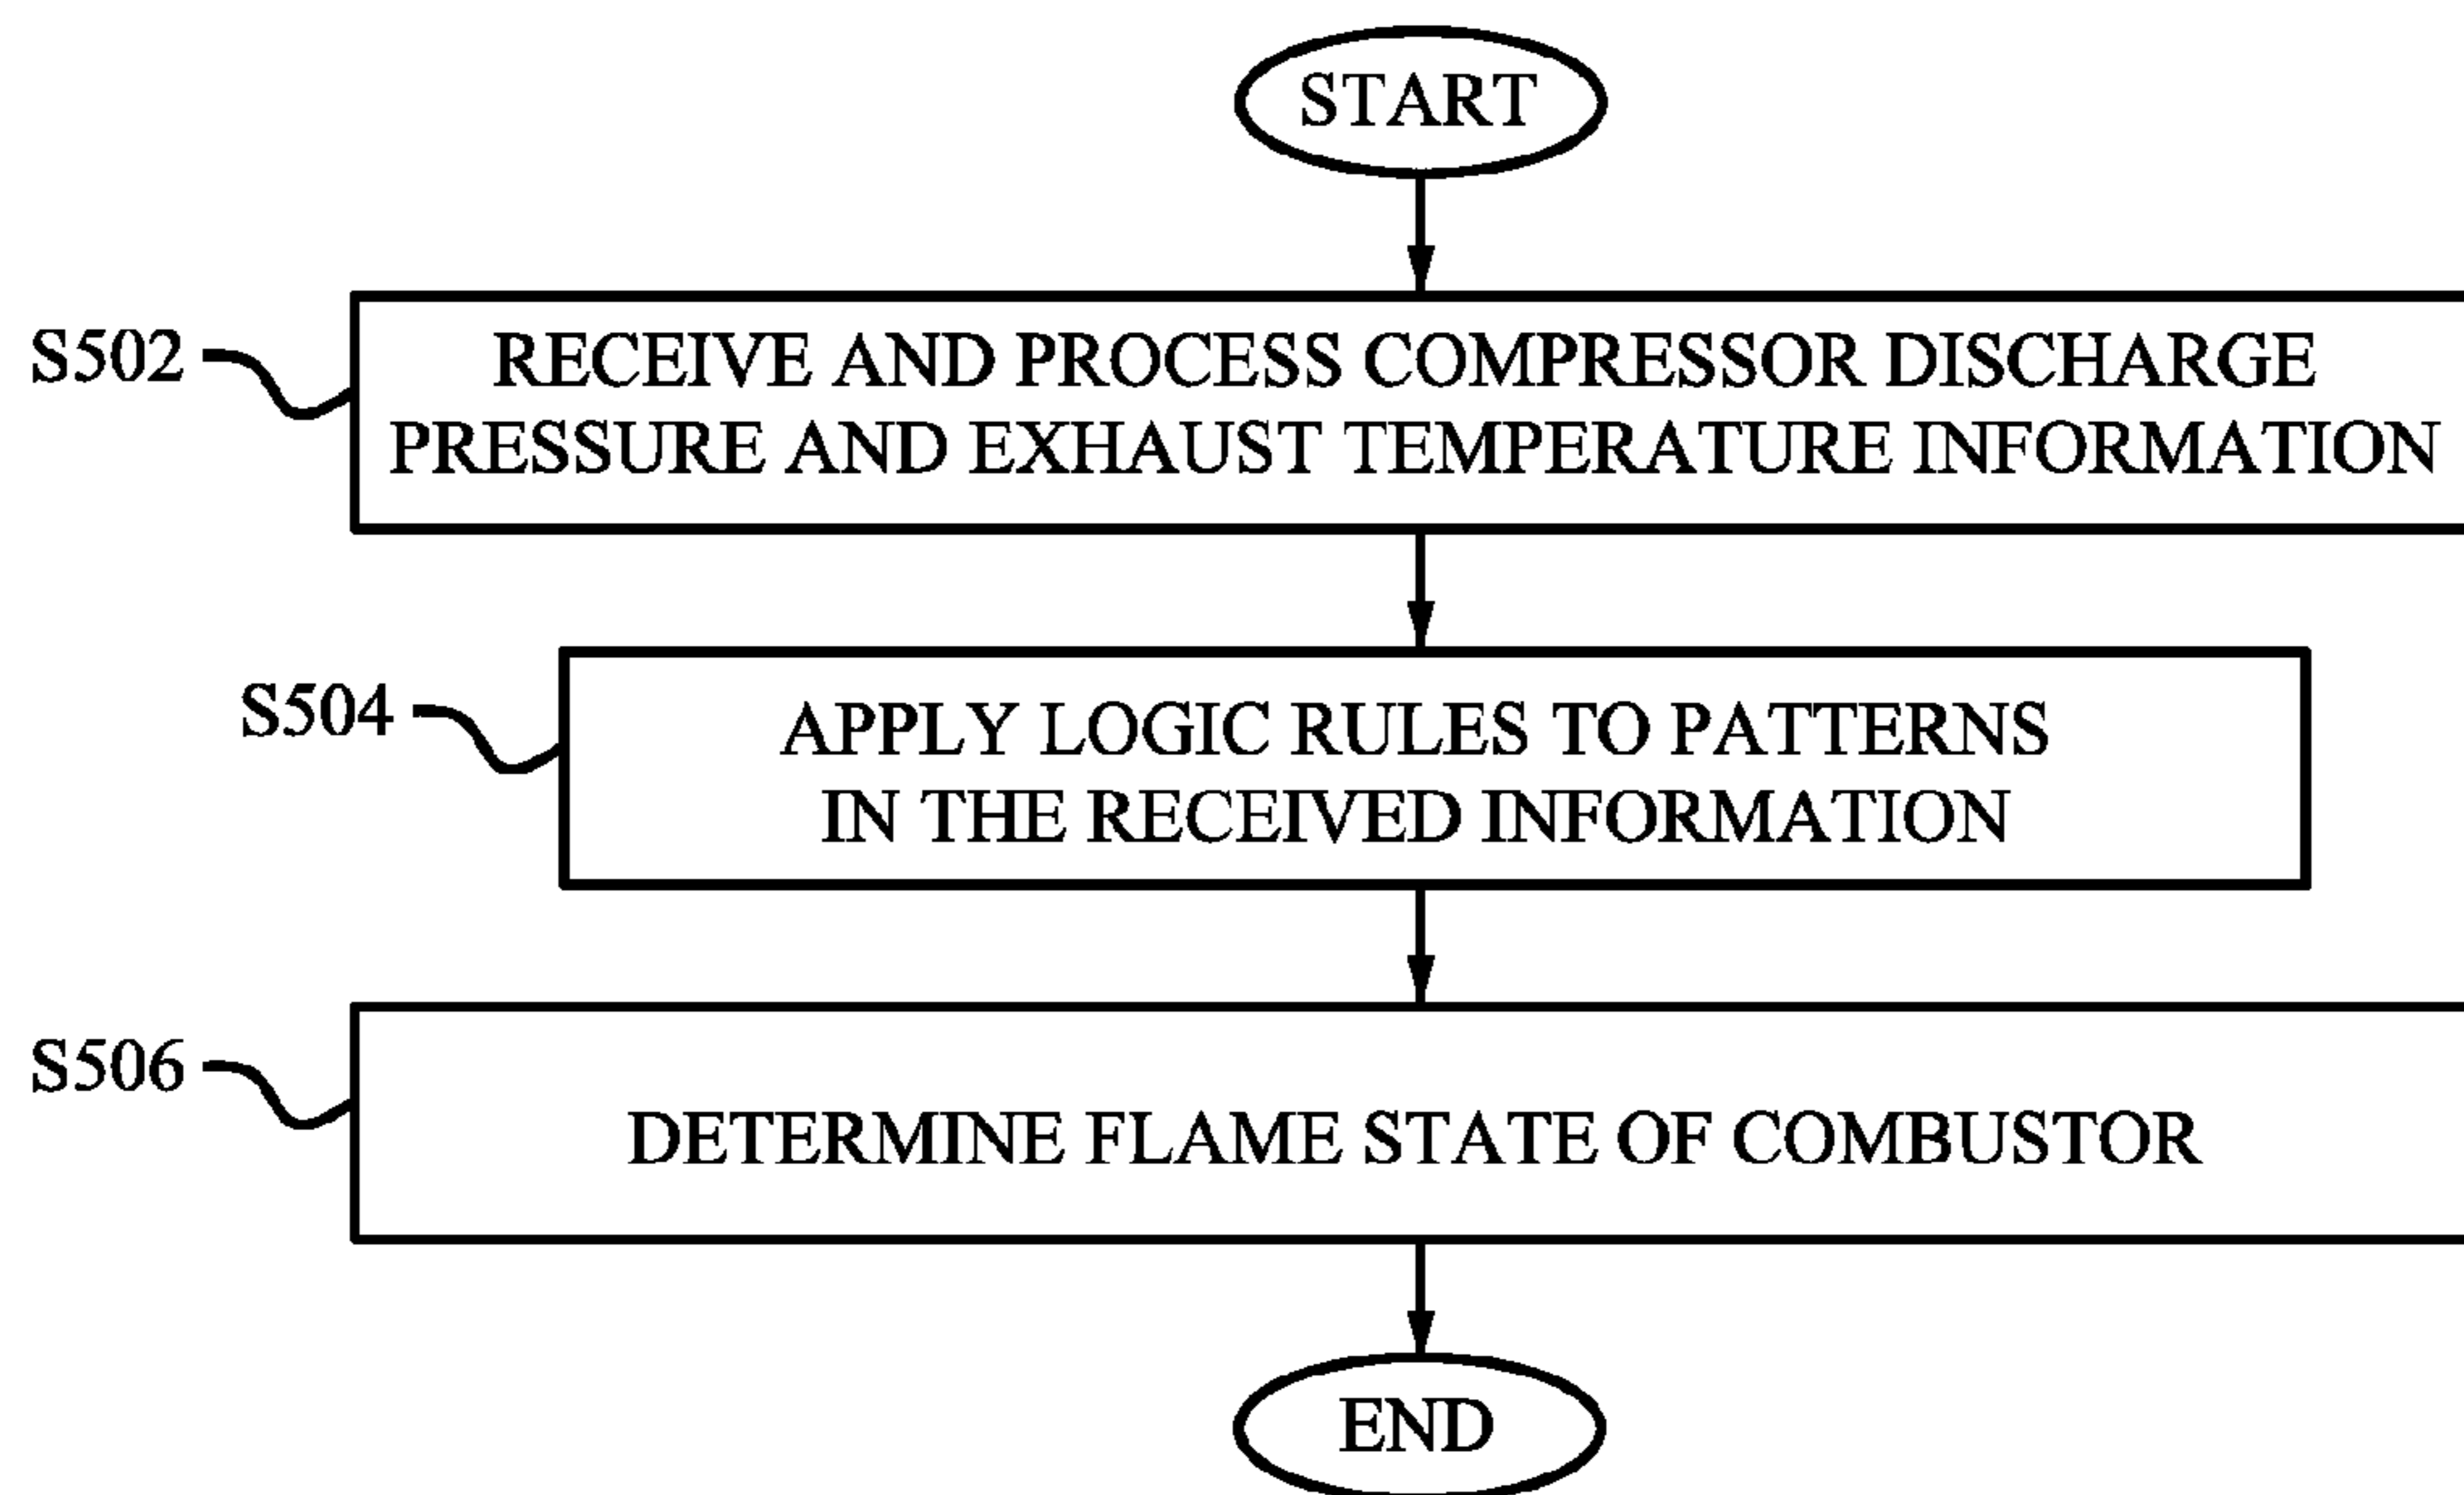 START
S502
RECEIVE AND PROCESS COMPRESSOR DISCHARGE
PRESSURE AND EXHAUST TEMPERATURE INFORMATION
S504
APPLY LOGIC RULES TO PATTERNS
IN THE RECEIVED INFORMATION
S506
DETERMINE FLAME STATE OF COMBUSTOR
END